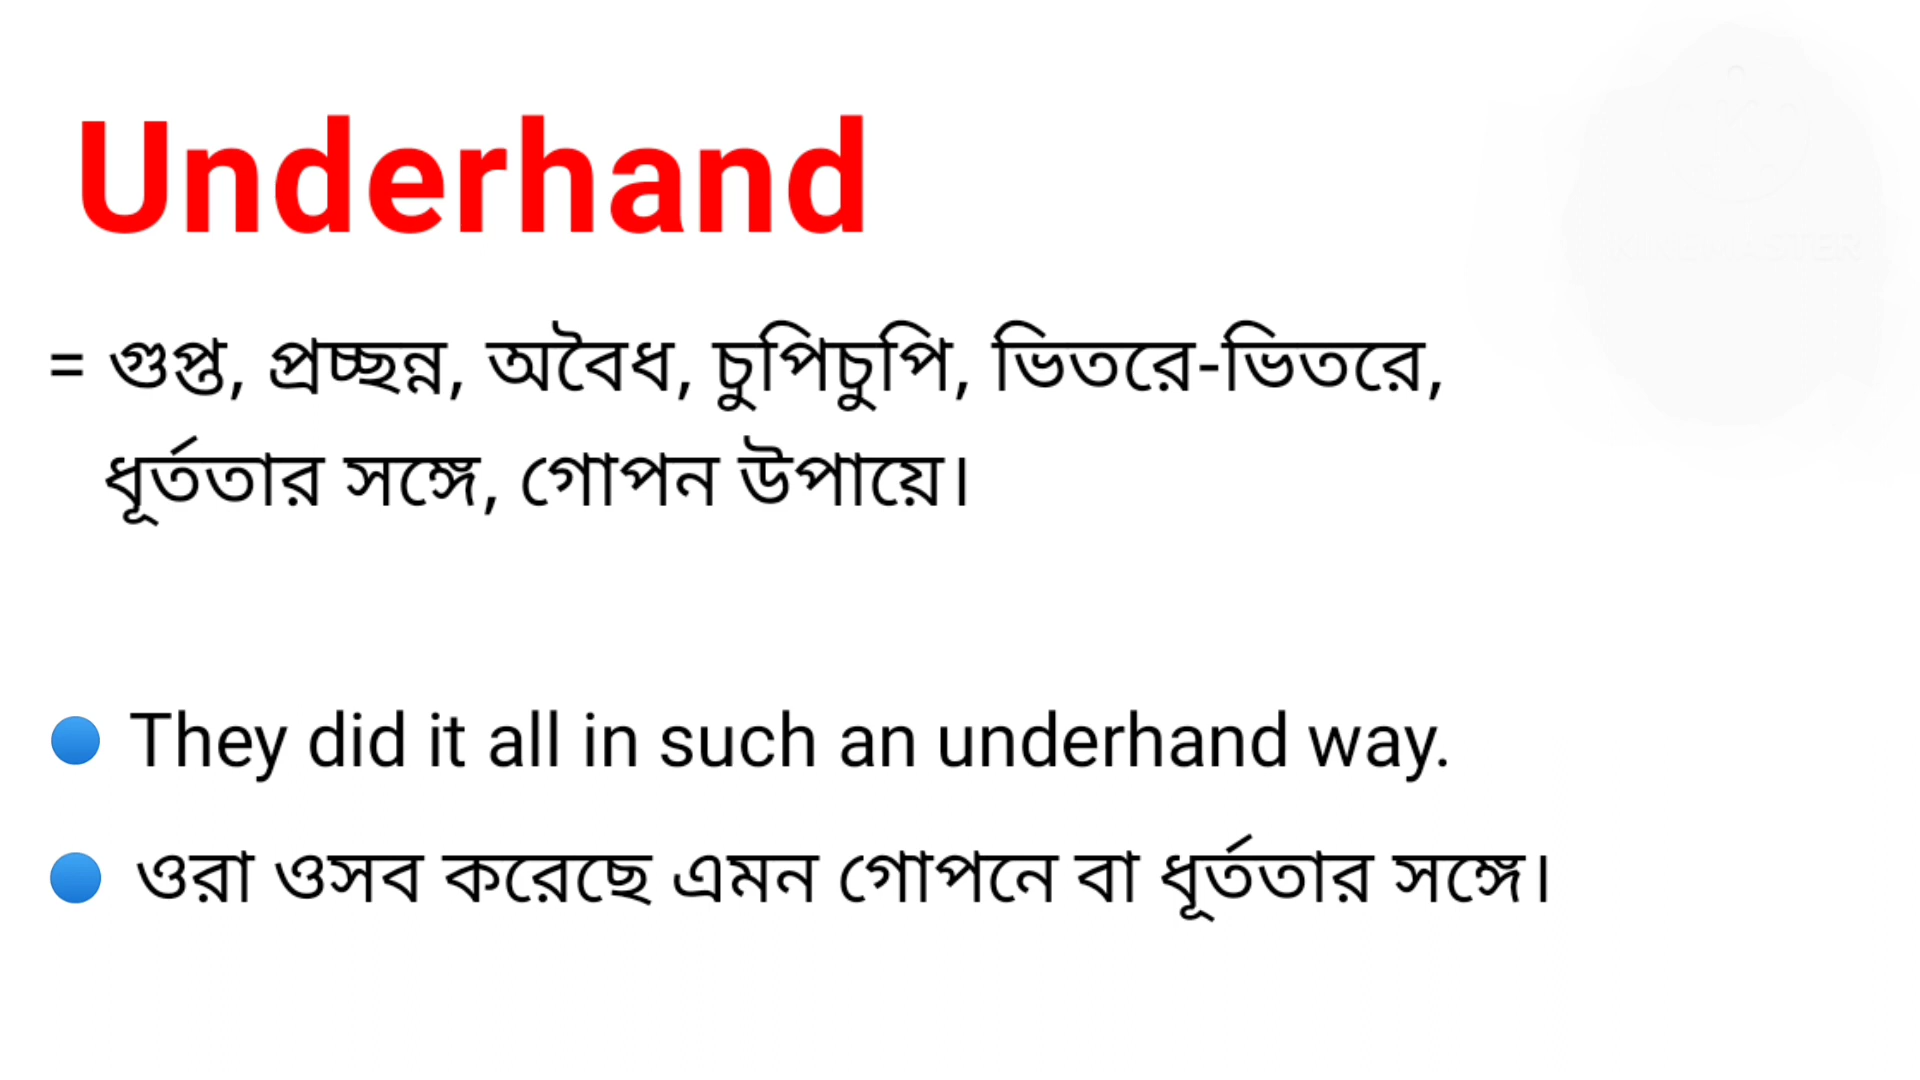 Underhand
= গুপ্ত, প্রচ্ছন্ন, অবৈধ, চুপিচুপি, ভিতরে-ভিতরে,
ধূর্ততার সঙ্গে, গোপন উপায়ে।
They did it all in such an underhand way.
ওরা ওসব করেছে এমন গোপনে বা ধূর্ততার সঙ্গে।